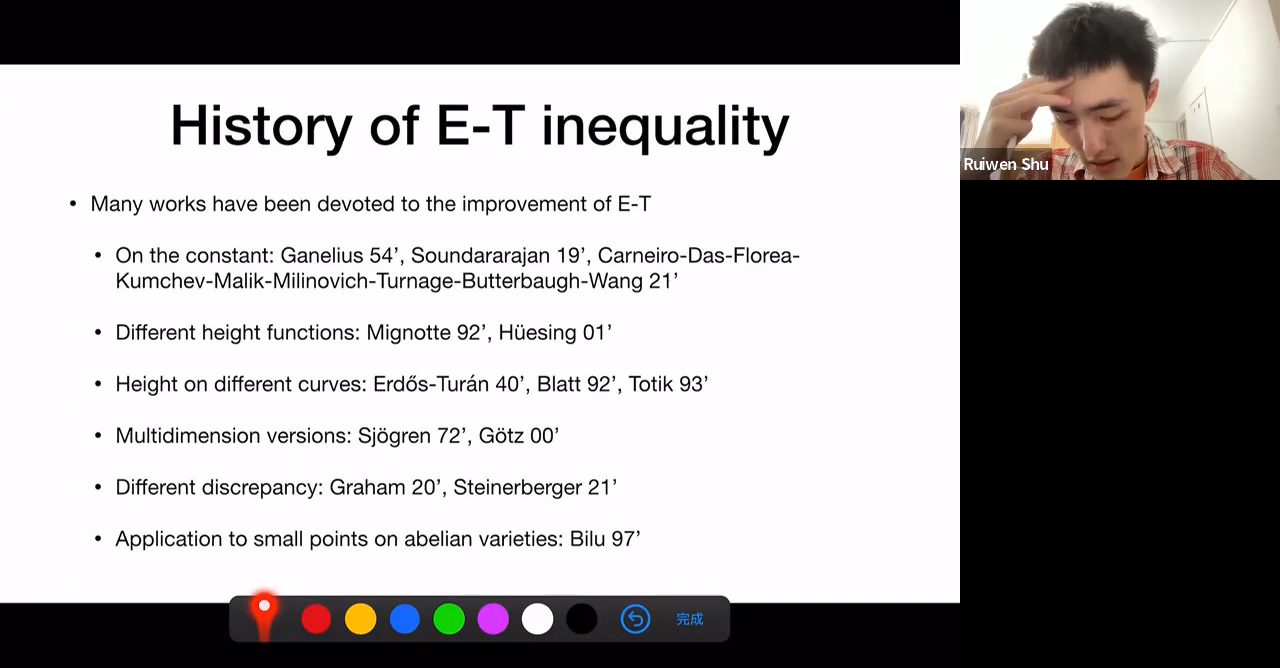 History of E-T inequality
• Many works have been devoted to the improvement of E-T
• On the constant: Ganelius 54’, Soundararajan 19’, Carneiro-Das-Florea-
Kumchev-Malik-Milinovich-Turnage-Butterbaugh-Wang 21’
• Different height functions: Mignotte 92’, Hüesing 01’
• Height on different curves: Erdős-Turán 40’, Blatt 92’, Totik 93’
• Multidimension versions: Sjögren 72’, Götz 00’
• Different discrepancy: Graham 20’, Steinerberger 21’
• Application to small points on abelian varieties: Bilu 97’
完成
Ruiwen Shu